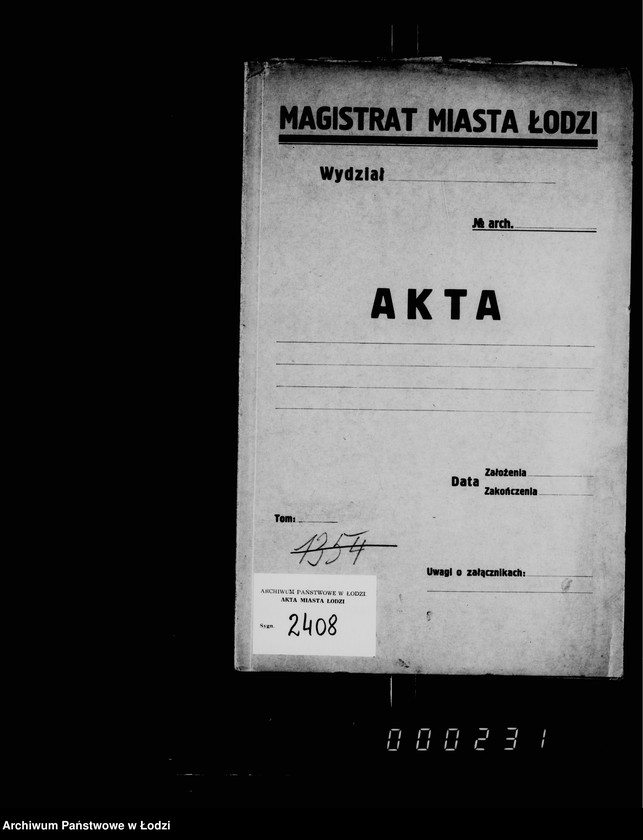 MAGISTRAT MIASTA ŁODZI
Wydział
№ arch.
AKTA
Data Założenia
Zakończenia
Tom:
1354
Uwagi o załącznikach:
ARCHIWUM PAŃSTWOWE W ŁODZI
AKTA MIASTA ŁODZI
Sygn. 2408
000231
Archiwum Państwowe w Łodzi